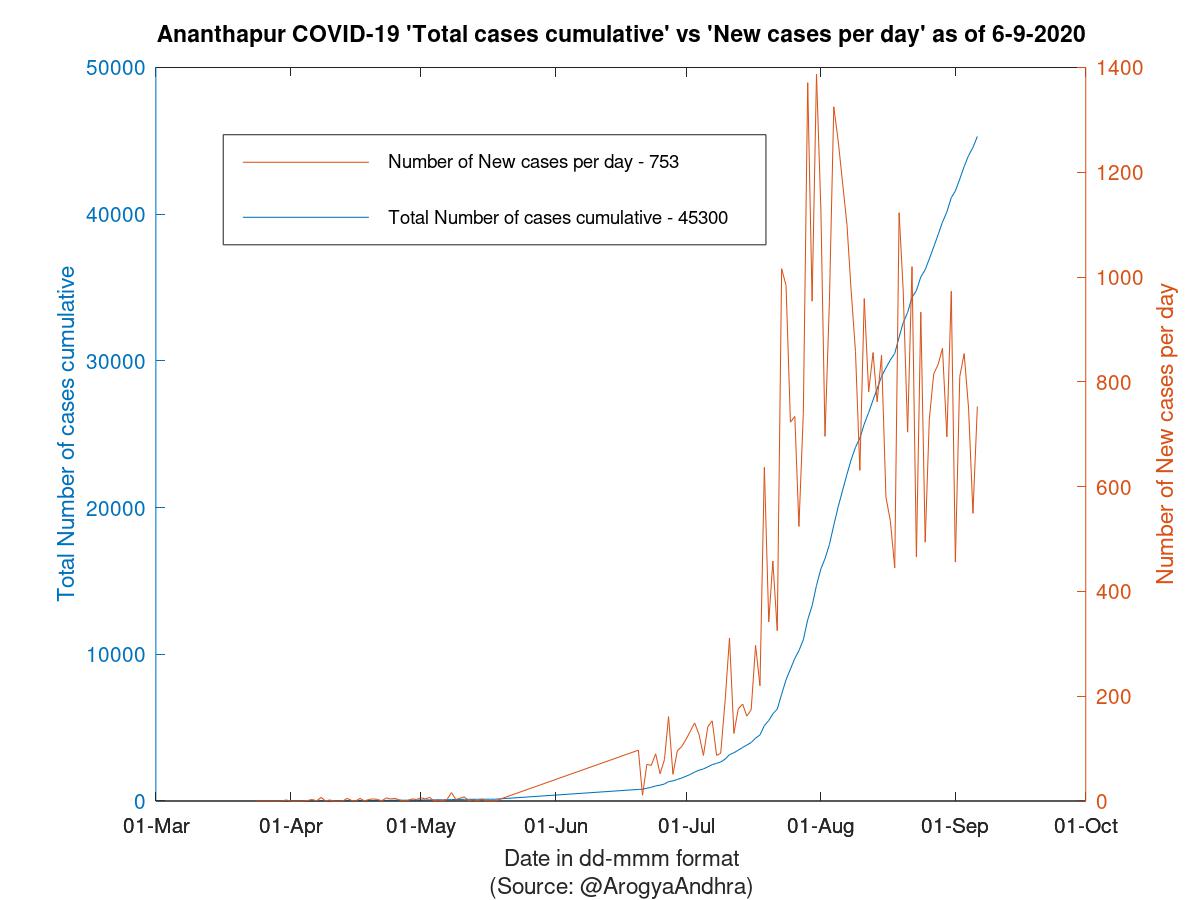 Ananthapur COVID-19 'Total cases cumulative' vs 'New cases per day' as of 6-9-2020
50000
40000
30000
20000
10000
0
Total Number of cases cumulative
Number of New cases per day - 753
Total Number of cases cumulative - 45300
1400
1200
1000
800
600
400
200
0
Number of New cases per day
01-Mar 01-Apr 01-May 01-Jun 01-Jul 01-Aug 01-Sep 01-Oct
Date in dd-mmm format
(Source: @ArogyaAndhra)